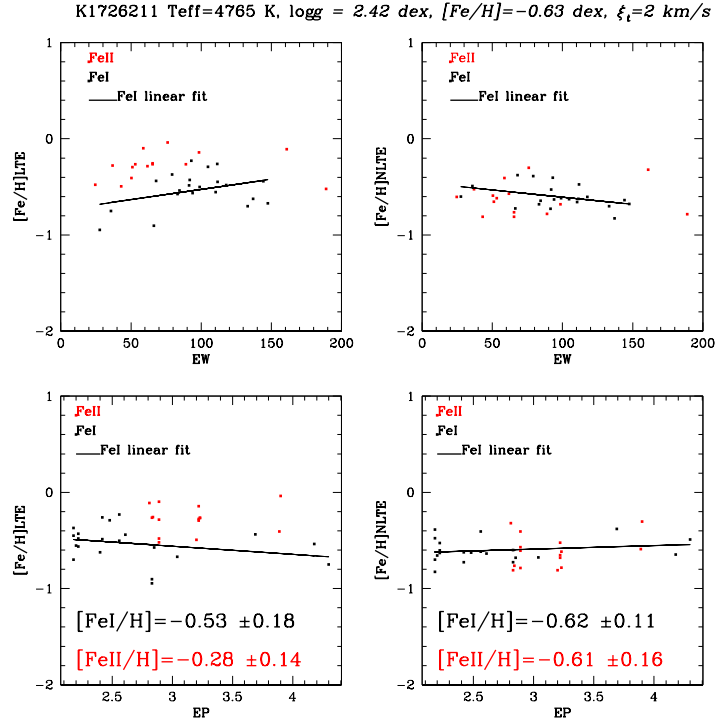 K1726211 Teff=4765 K, logg = 2.42 dex, [Fe/H]=−0.63 dex, ξt=2 km/s
1
0
−1
−2
[Fe/H]LTE
FeII
FeI
FeI linear fit
0 50 100 150 200
EW
1
0
−1
−2
[Fe/H]NLTE
FeII
FeI
FeI linear fit
0 50 100 150 200
EW
1
0
−1
−2
[Fe/H]LTE
FeII
FeI
FeI linear fit
[FeI/H]=−0.53 ±0.18
[FeII/H]=−0.28 ±0.14
2.5 3 3.5 4
EP
1
0
−1
−2
[Fe/H]NLTE
FeII
FeI
FeI linear fit
[FeI/H]=−0.62 ±0.11
[FeII/H]=−0.61 ±0.16
2.5 3 3.5 4
EP